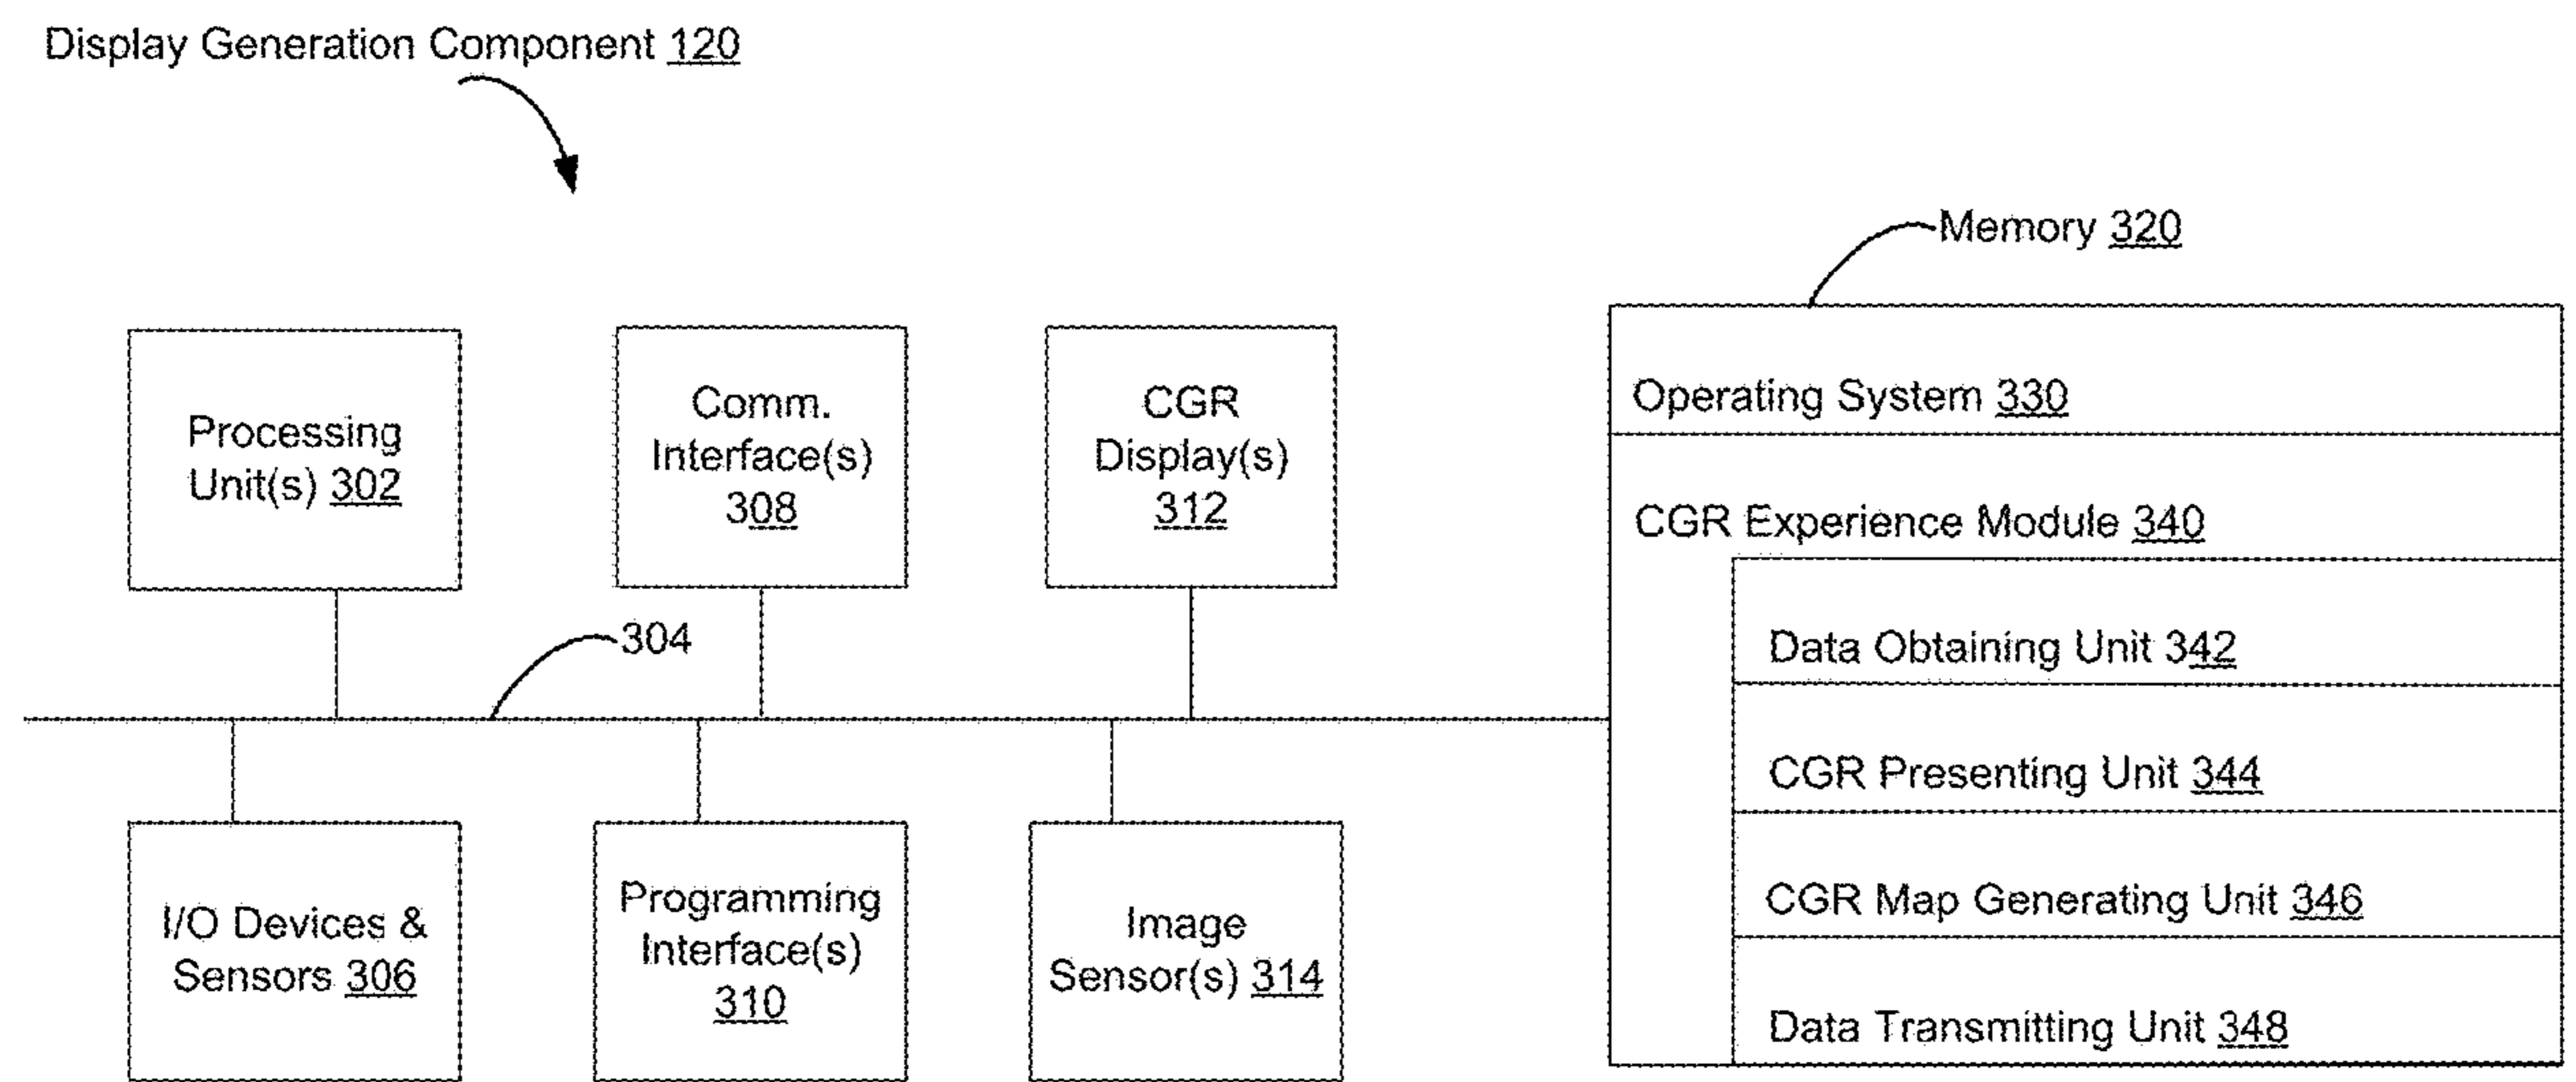 Display Generation Component 120
Memory 320
Processing
Unit(s) 302
Comm.
Interface(s)
308
CGR
Display(s)
312
Operating System 330
CGR Experience Module 340
Data Obtaining Unit 342
CGR Presenting Unit 344
CGR Map Generating Unit 346
Data Transmitting Unit 348
304
I/O Devices &
Sensors 306
Programming
Interface(s)
310
Image
Sensor(s) 314